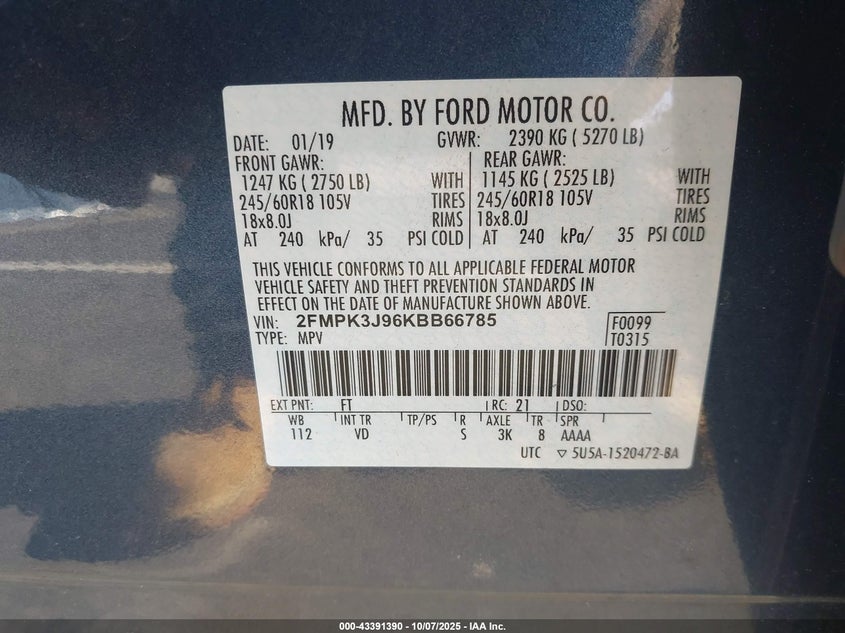 MFD. BY FORD MOTOR CO.
DATE: 01/19 GVWR: 2390 KG ( 5270 LB)
FRONT GAWR: REAR GAWR:
1247 KG ( 2750 LB) WITH 1145 KG ( 2525 LB) WITH
245/60R18 105V TIRES 245/60R18 105V TIRES
18x8.0J RIMS 18x8.0J RIMS
AT 240 kPa/ 35 PSI COLD AT 240 kPa/ 35 PSI COLD
THIS VEHICLE CONFORMS TO ALL APPLICABLE FEDERAL MOTOR
VEHICLE SAFETY AND THEFT PREVENTION STANDARDS IN
EFFECT ON THE DATE OF MANUFACTURE SHOWN ABOVE.
VIN: 2FMPK3J96KBB66785 F0099
TYPE: MPV T0315
EXT PNT: FT RC: 21 DSO:
WB INT TR TP/PS R AXLE TR SPR
112 VD S 3K 8 AAAA
UTC ▽ 5U5A-1520472-BA
000-43391390 - 10/07/2025 - IAA Inc.